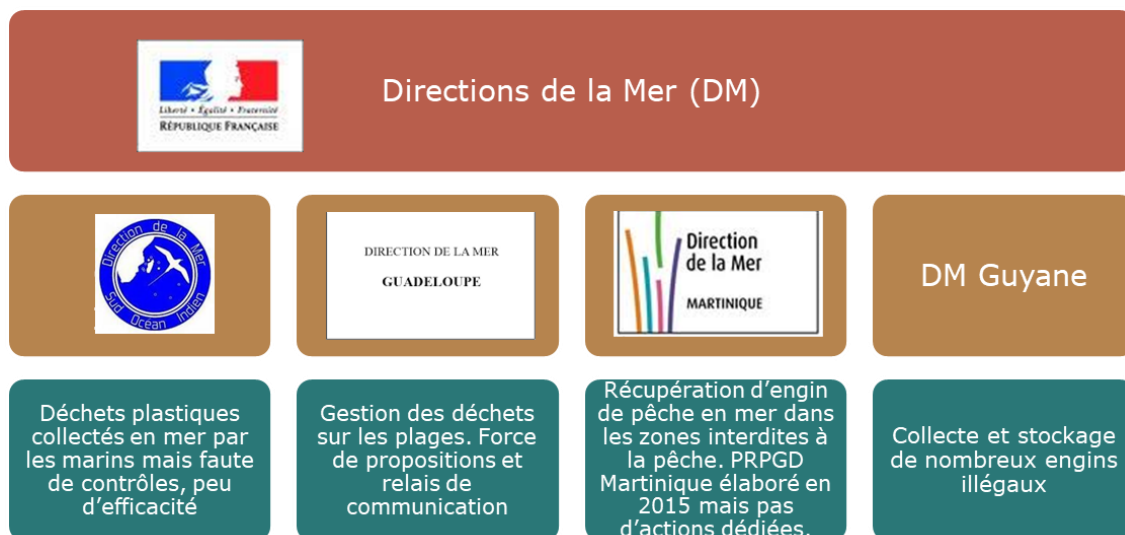 Directions de la Mer (DM)
Liberté • Égalité • Fraternité
RÉPUBLIQUE FRANÇAISE
Direction de la Mer
Sud Océan Indien
DIRECTION DE LA MER
GUADELOUPE
Direction
de la Mer
MARTINIQUE
DM Guyane
Déchets plastiques
collectés en mer par
les marins mais faute
de contrôles, peu
d'efficacité
Gestion des déchets
sur les plages. Force
de propositions et
relais de
communication
Récupération d'engin
de pêche en mer dans
les zones interdites à
la pêche. PRPGD
Martinique élaboré en
2015 mais pas
d'actions dédiées.
Collecte et stockage
de nombreux engins
illégaux